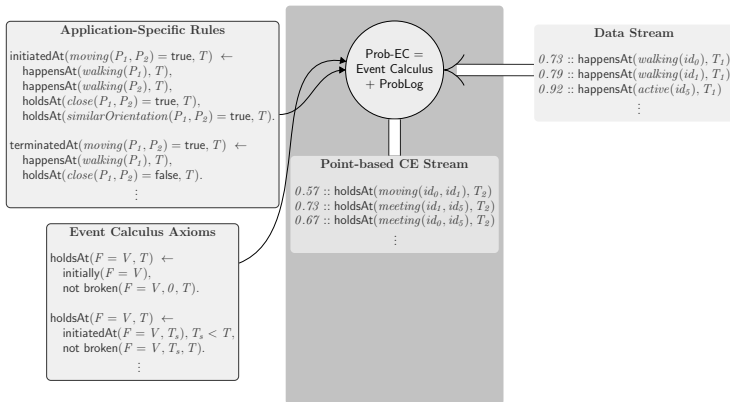 Application-Specific Rules
initiatedAt(moving(P₁, P₂) = true, T) ←
happensAt(walking(P₁), T),
happensAt(walking(P₂), T),
holdsAt(close(P₁, P₂) = true, T),
holdsAt(similarOrientation(P₁, P₂) = true, T).
terminatedAt(moving(P₁, P₂) = true, T) ←
happensAt(walking(P₁), T),
holdsAt(close(P₁, P₂) = false, T).
⋮
Event Calculus Axioms
holdsAt(F = V, T) ←
initially(F = V),
not broken(F = V, 0, T).
holdsAt(F = V, T) ←
initiatedAt(F = V, Tₛ), Tₛ < T,
not broken(F = V, Tₛ, T).
⋮
Prob-EC =
Event Calculus
+ ProbLog
Point-based CE Stream
0.57 :: holdsAt(moving(id₀, id₁), T₂)
0.73 :: holdsAt(meeting(id₁, id₅), T₂)
0.67 :: holdsAt(meeting(id₀, id₅), T₂)
⋮
Data Stream
0.73 :: happensAt(walking(id₀), T₁)
0.79 :: happensAt(walking(id₁), T₁)
0.92 :: happensAt(active(id₅), T₁)
⋮